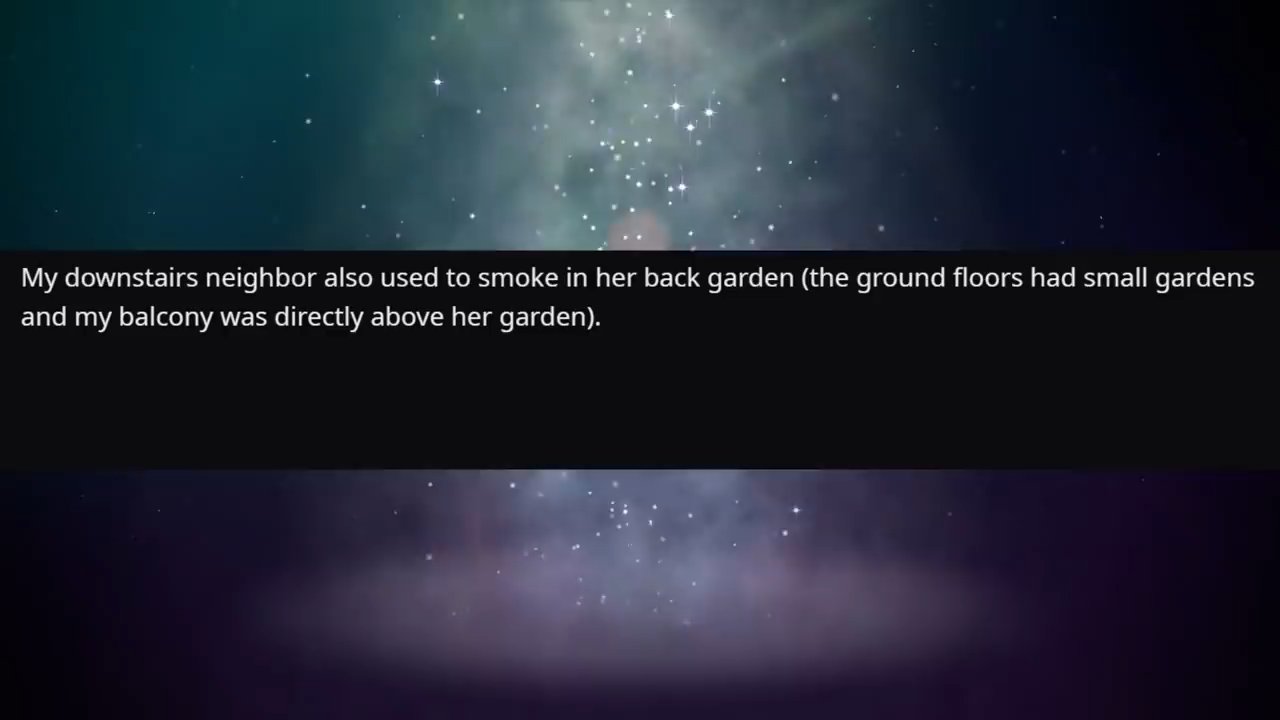 My downstairs neighbor also used to smoke in her back garden (the ground floors had small gardens
and my balcony was directly above her garden).